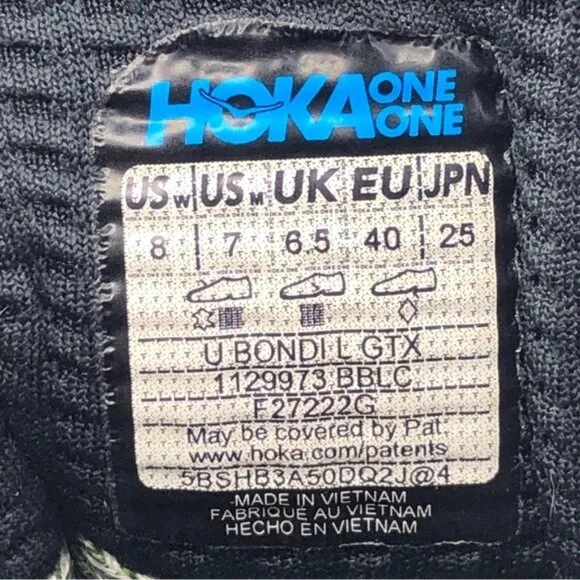 HOKA ONE ONE
US W US M UK EU JPN
8 7 6.5 40 25
U BONDI L GTX
1129973 BBLC
F27222G
May be covered by Pat
www.hoka.com/patents
5BSHB3A50DQ2J@4
MADE IN VIETNAM
FABRIQUÉ AU VIETNAM
HECHO EN VIETNAM